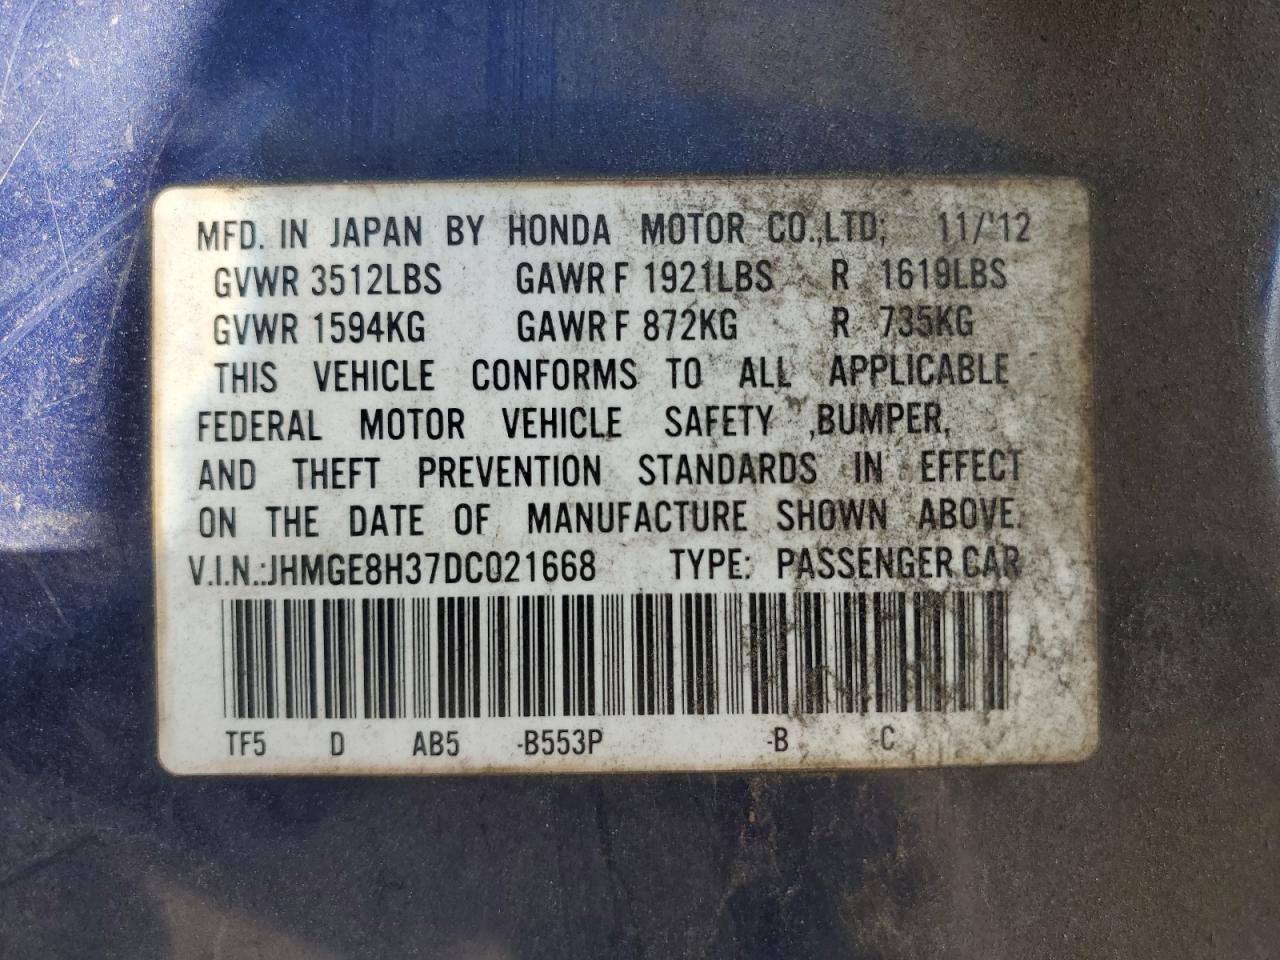 MFD. IN JAPAN BY HONDA MOTOR CO.,LTD; 11/'12
GVWR 3512LBS GAWR F 1921LBS R 1619LBS
GVWR 1594KG GAWR F 872KG R 735KG
THIS VEHICLE CONFORMS TO ALL APPLICABLE
FEDERAL MOTOR VEHICLE SAFETY ,BUMPER,
AND THEFT PREVENTION STANDARDS IN EFFECT
ON THE DATE OF MANUFACTURE SHOWN ABOVE.
V.I.N.:JHMGE8H37DC021668 TYPE: PASSENGER CAR
TF5 D AB5 -B553P -B -C